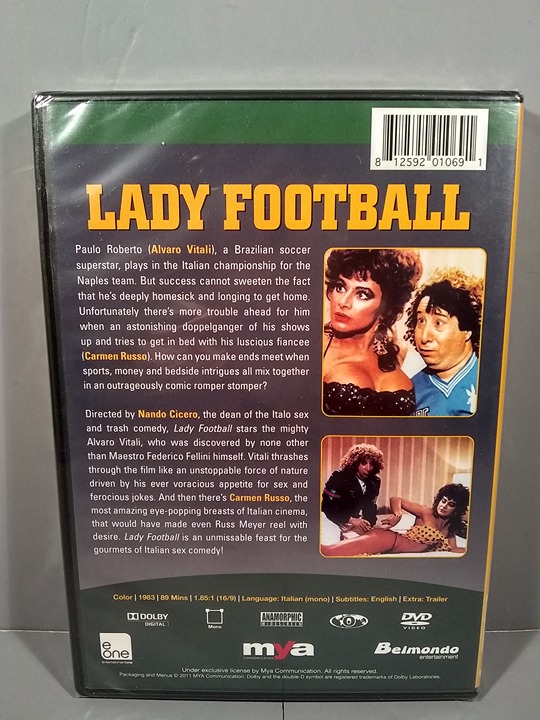 8 12592 01069 1
LADY FOOTBALL
Paulo Roberto (Alvaro Vitali), a Brazilian soccer
superstar, plays in the Italian championship for the
Naples team. But success cannot sweeten the fact
that he's deeply homesick and longing to get home.
Unfortunately there's more trouble ahead for him
when an astonishing doppelganger of his shows
up and tries to get in bed with his luscious fiancee
(Carmen Russo). How can you make ends meet when
sports, money and bedside intrigues all mix together
in an outrageously comic romper stomper?
Directed by Nando Cicero, the dean of the Italo sex
and trash comedy, Lady Football stars the mighty
Alvaro Vitali, who was discovered by none other
than Maestro Federico Fellini himself. Vitali thrashes
through the film like an unstoppable force of nature
driven by his ever voracious appetite for sex and
ferocious jokes. And then there's Carmen Russo, the
most amazing eye-popping breasts of Italian cinema,
that would have made even Russ Meyer reel with
desire. Lady Football is an unmissable feast for the
gourmets of Italian sex comedy!
Color | 1983 | 89 Mins | 1.85:1 (16/9) | Language: Italian (mono) | Subtitles: English | Extra: Trailer
DOLBY DIGITAL
Mono
ANAMORPHIC
DVD VIDEO
e one entertainment
mya
Belmondo entertainment
Under exclusive license by Mya Communication. All rights reserved.
Packaging and Menus © 2011 MYA Communication. Dolby and the double-D symbol are registered trademarks of Dolby Laboratories.